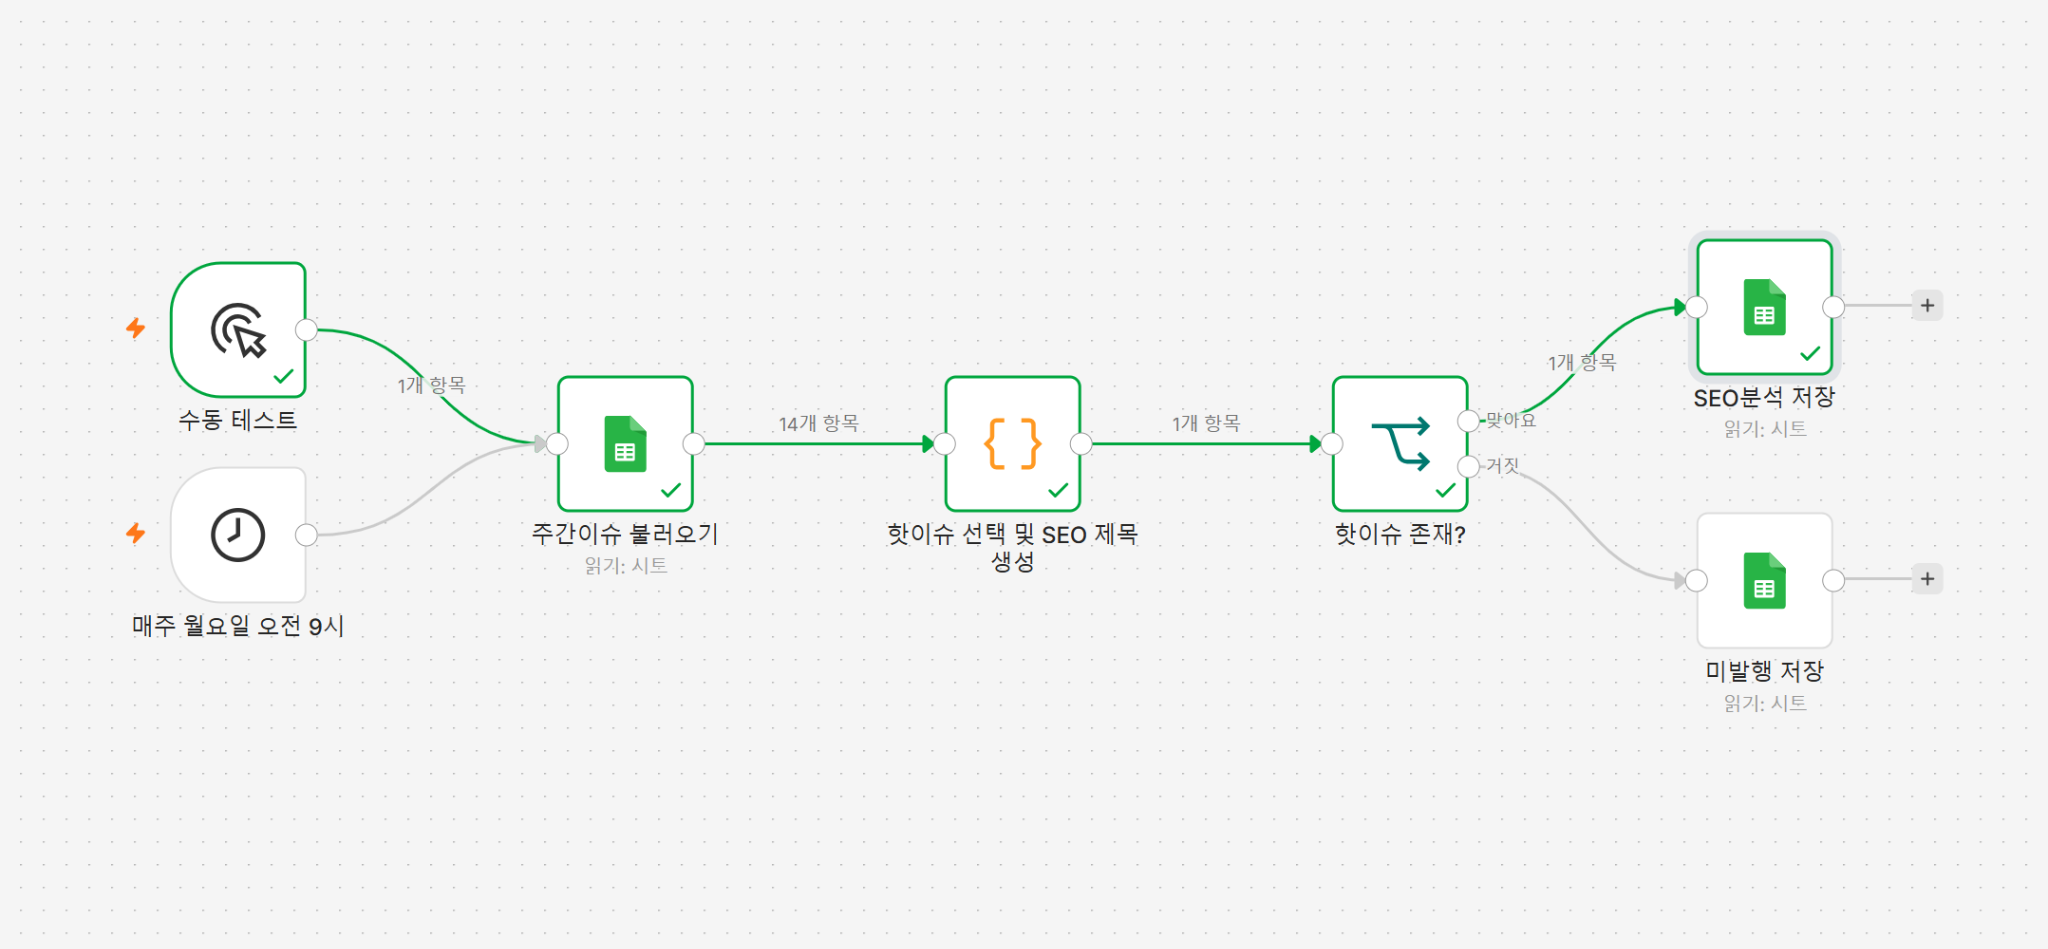 수동 테스트
1개 항목
매주 월요일 오전 9시
주간이슈 불러오기
읽기: 시토
14개 항목
핫이슈 선택 및 SEO 제목
생성
1개 항목
핫이슈 존재?
맞아요
거짓
1개 항목
SEO분석 저장
읽기: 시토
미발행 저장
읽기: 시토